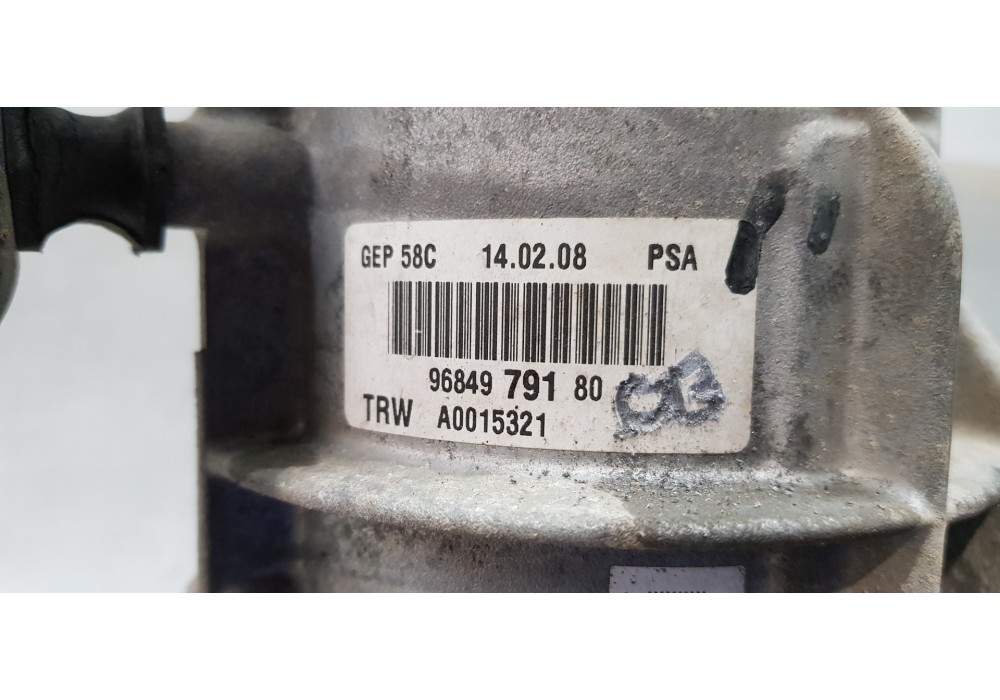 GEP 58C 14.02.08 PSA
96849 791 80
TRW A0015321